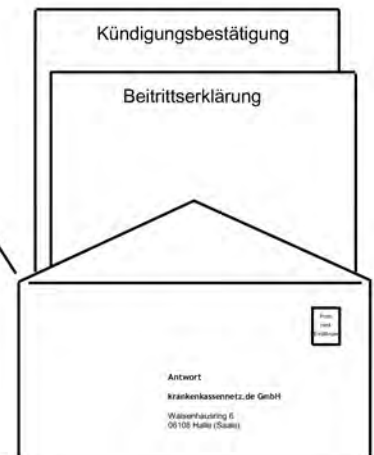 Kündigungsbestätigung
Beitrittserklärung
Antwort
krankenkassennetz.de GmbH
Waisenhausring 6
06108 Halle (Saale)